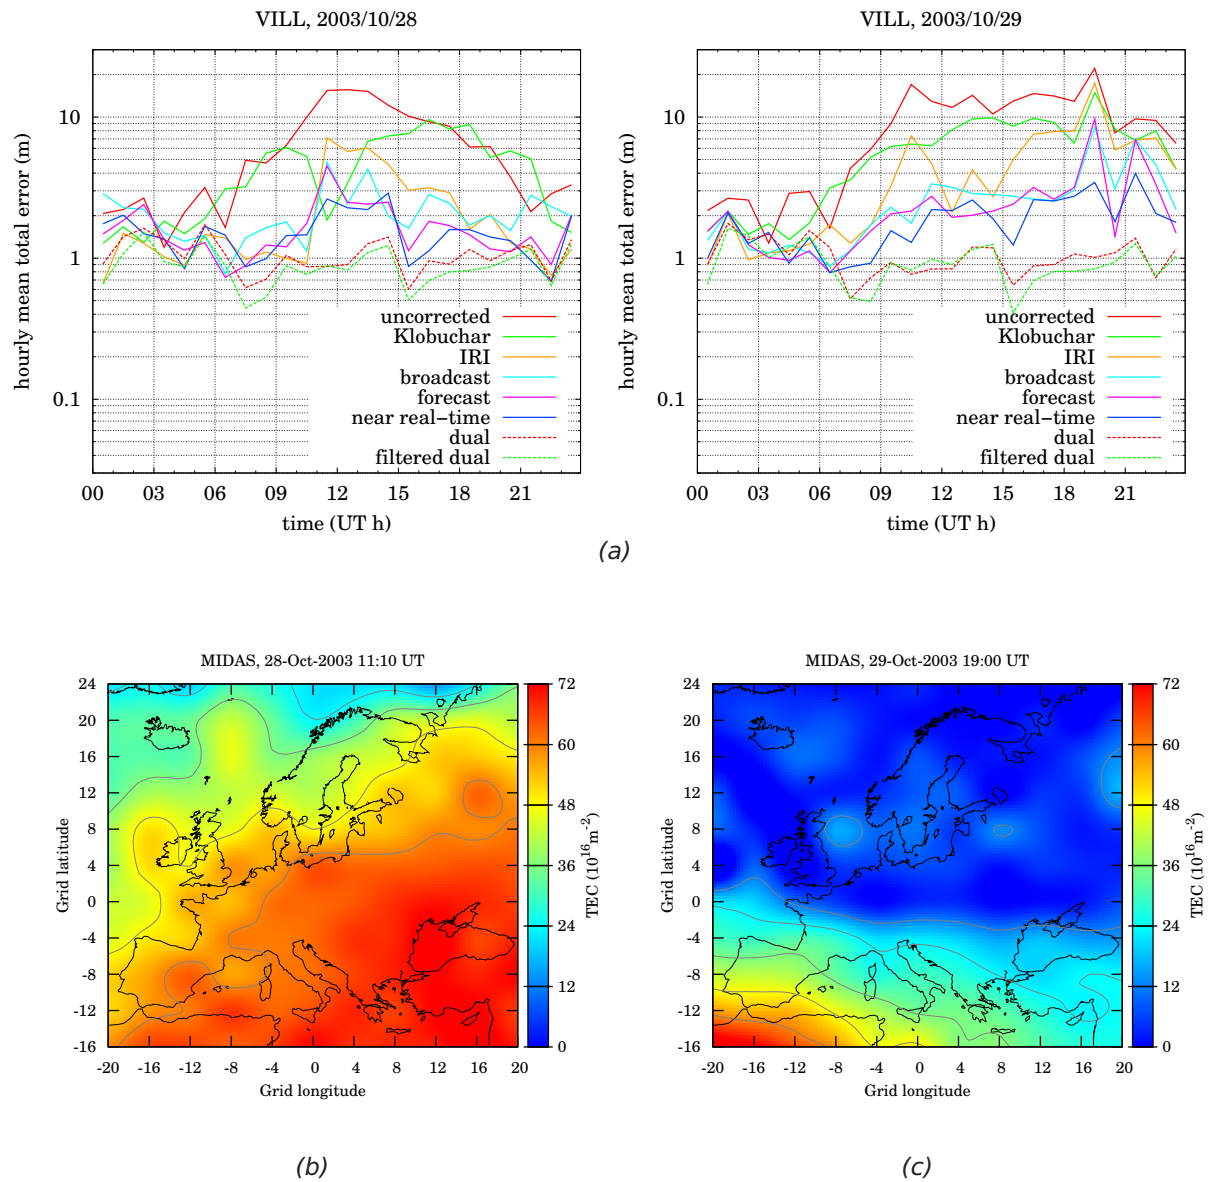 VILL, 2003/10/28
hourly mean total error (m)
10
1
0.1
uncorrected
Klobuchar
IRI
broadcast
forecast
near real-time
dual
filtered dual
00 03 06 09 12 15 18 21
time (UT h)
VILL, 2003/10/29
hourly mean total error (m)
10
1
0.1
uncorrected
Klobuchar
IRI
broadcast
forecast
near real-time
dual
filtered dual
00 03 06 09 12 15 18 21
time (UT h)
(a)
MIDAS, 28-Oct-2003 11:10 UT
Grid latitude
24
20
16
12
8
4
0
-4
-8
-12
-16
-20 -16 -12 -8 -4 0 4 8 12 16 20
Grid longitude
72
60
48
36
24
12
0
TEC (10^16m^-2)
(b)
MIDAS, 29-Oct-2003 19:00 UT
Grid latitude
24
20
16
12
8
4
0
-4
-8
-12
-16
-20 -16 -12 -8 -4 0 4 8 12 16 20
Grid longitude
72
60
48
36
24
12
0
TEC (10^16m^-2)
(c)